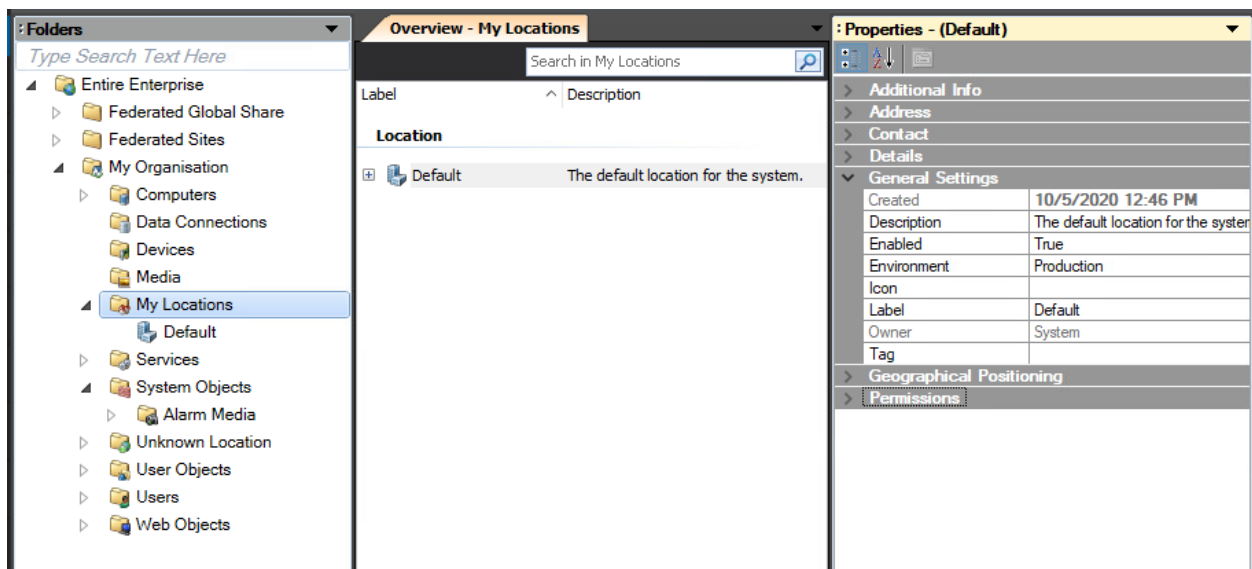 Folders
Type Search Text Here
Entire Enterprise
Federated Global Share
Federated Sites
My Organisation
Computers
Data Connections
Devices
Media
My Locations
Default
Services
System Objects
Alarm Media
Unknown Location
User Objects
Users
Web Objects
Overview - My Locations
Search in My Locations
Label Description
Location
Default The default location for the system.
Properties - (Default)
Additional Info
Address
Contact
Details
General Settings
Created 10/5/2020 12:46 PM
Description The default location for the system
Enabled True
Environment Production
Icon
Label Default
Owner System
Tag
Geographical Positioning
Permissions